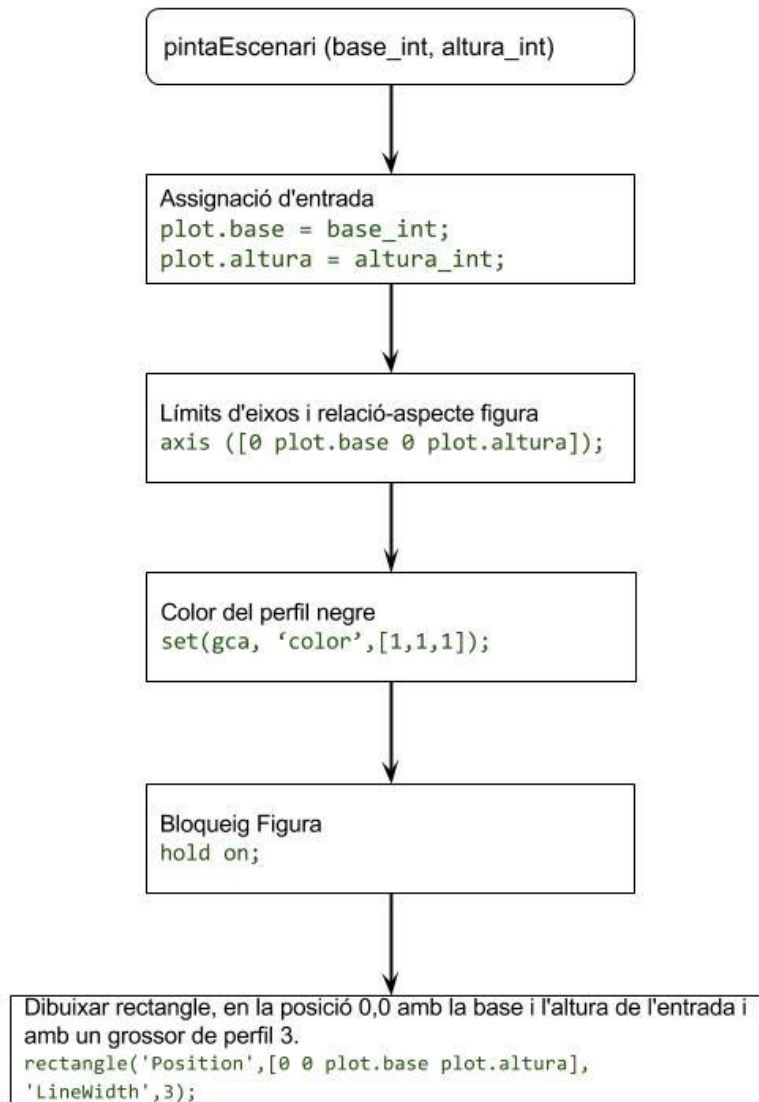 pintaEscenari (base_int, altura_int)
Assignació d'entrada
plot.base = base_int;
plot.altura = altura_int;
Límits d'eixos i relació-aspecte figura
axis ([0 plot.base 0 plot.altura]);
Color del perfil negre
set(gca, ‘color’,[1,1,1]);
Bloqueig Figura
hold on;
Dibuixar rectangle, en la posició 0,0 amb la base i l'altura de l'entrada i
amb un grossor de perfil 3.
rectangle('Position',[0 0 plot.base plot.altura],
'LineWidth',3);